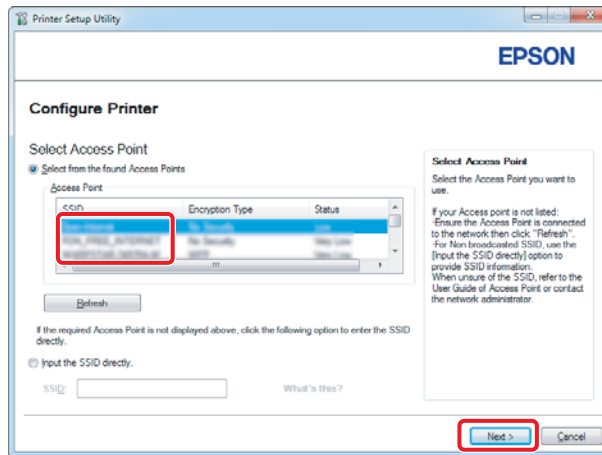 Printer Setup Utility
EPSON
Configure Printer
Select Access Point
Select from the found Access Points
Access Point
SSID Encryption Type Status
Refresh
If the required Access Point is not displayed above, click the following option to enter the SSID
directly.
Input the SSID directly.
SSID: What's this?
Select Access Point
Select the Access Point you want to
use.
If your Access point is not listed:
-Ensure the Access Point is connected
to the network then click "Refresh".
-For Non broadcasted SSID, use the
[Input the SSID directly] option to
provide SSID information.
When unsure of the SSID, refer to the
User Guide of Access Point or contact
the network administrator.
Next > Cancel